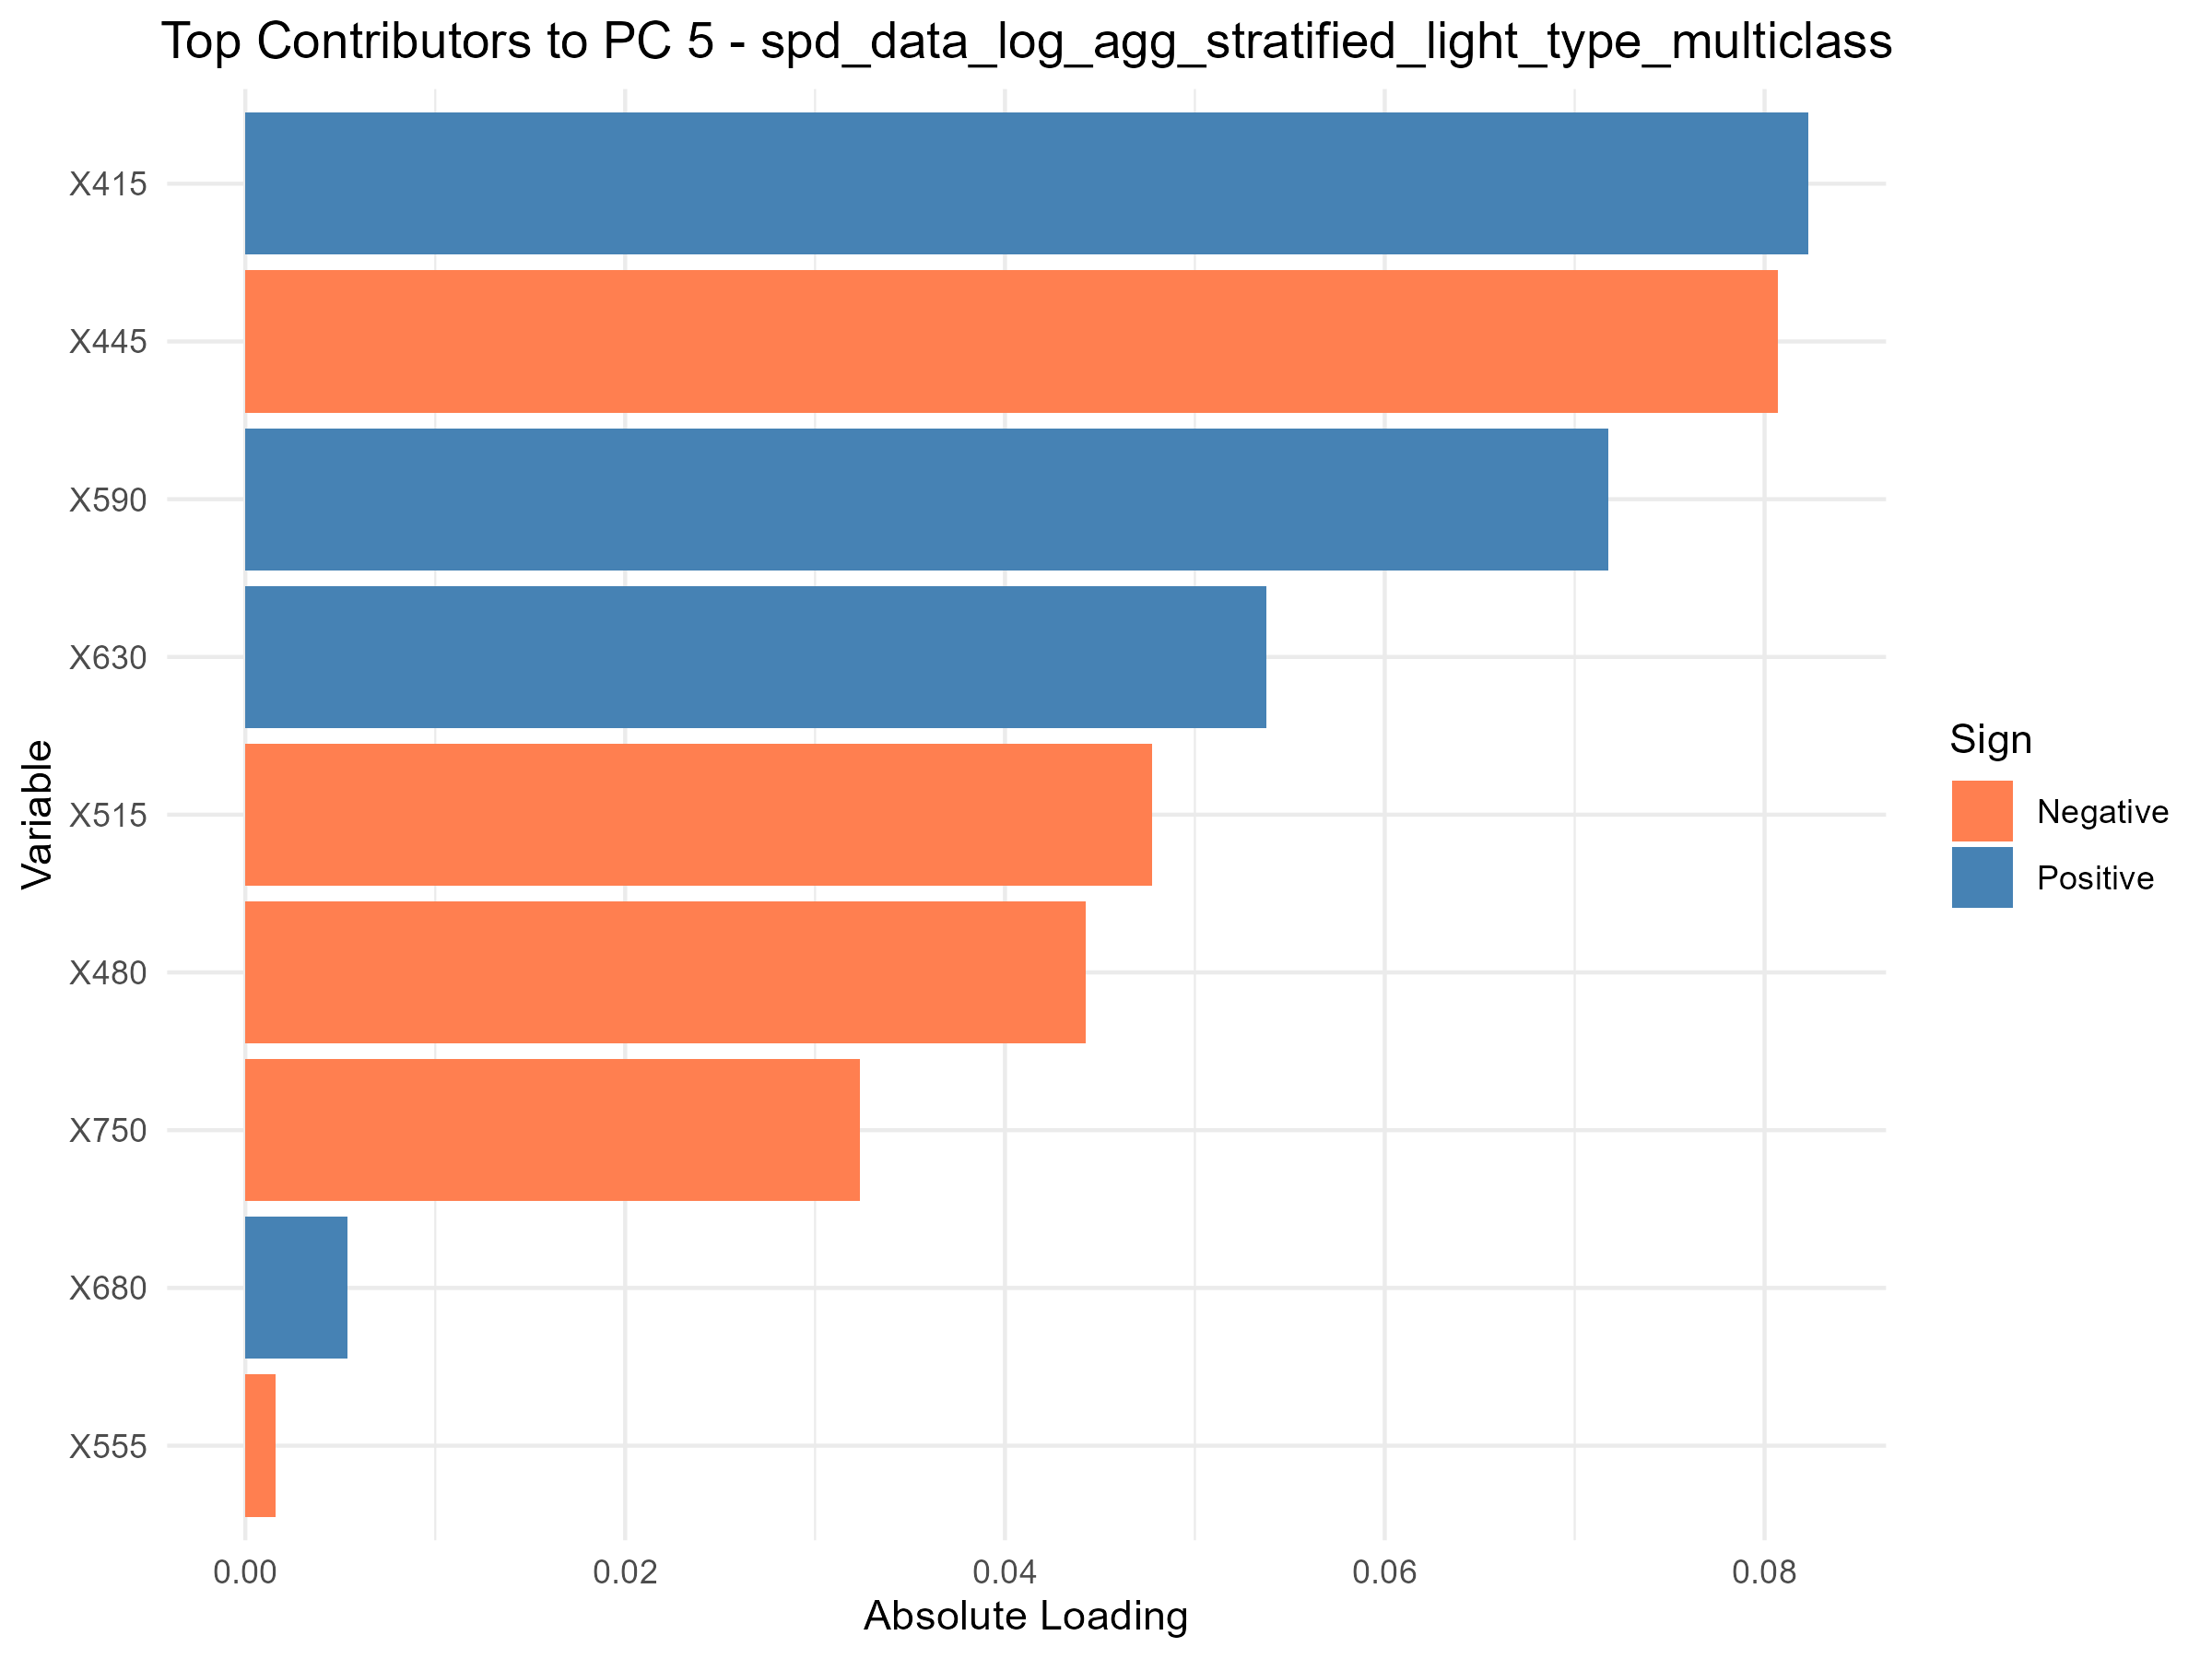 Top Contributors to PC 5 - spd_data_log_agg_stratified_light_type_multiclass
X415
X445
X590
X630
X515
X480
X750
X680
X555
Variable
0.00 0.02 0.04 0.06 0.08
Absolute Loading
Sign
Negative
Positive